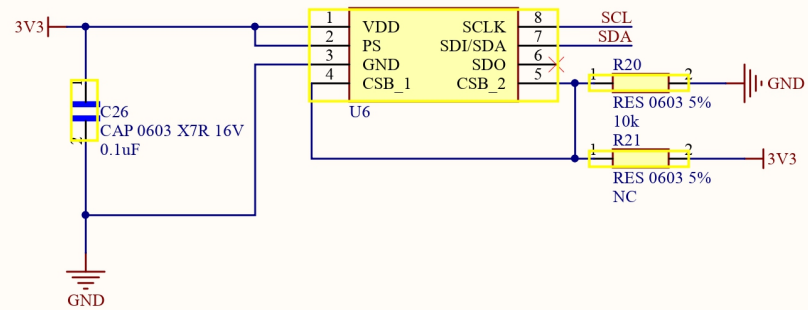 3V3
1
2
3
4
VDD
PS
GND
CSB_1
SCLK
SDI/SDA
SDO
CSB_2
8
7
6
5
SCL
SDA
U6
1
2
C26
CAP 0603 X7R 16V
0.1uF
GND
R20
1
2
GND
RES 0603 5%
10k
R21
1
2
3V3
RES 0603 5%
NC